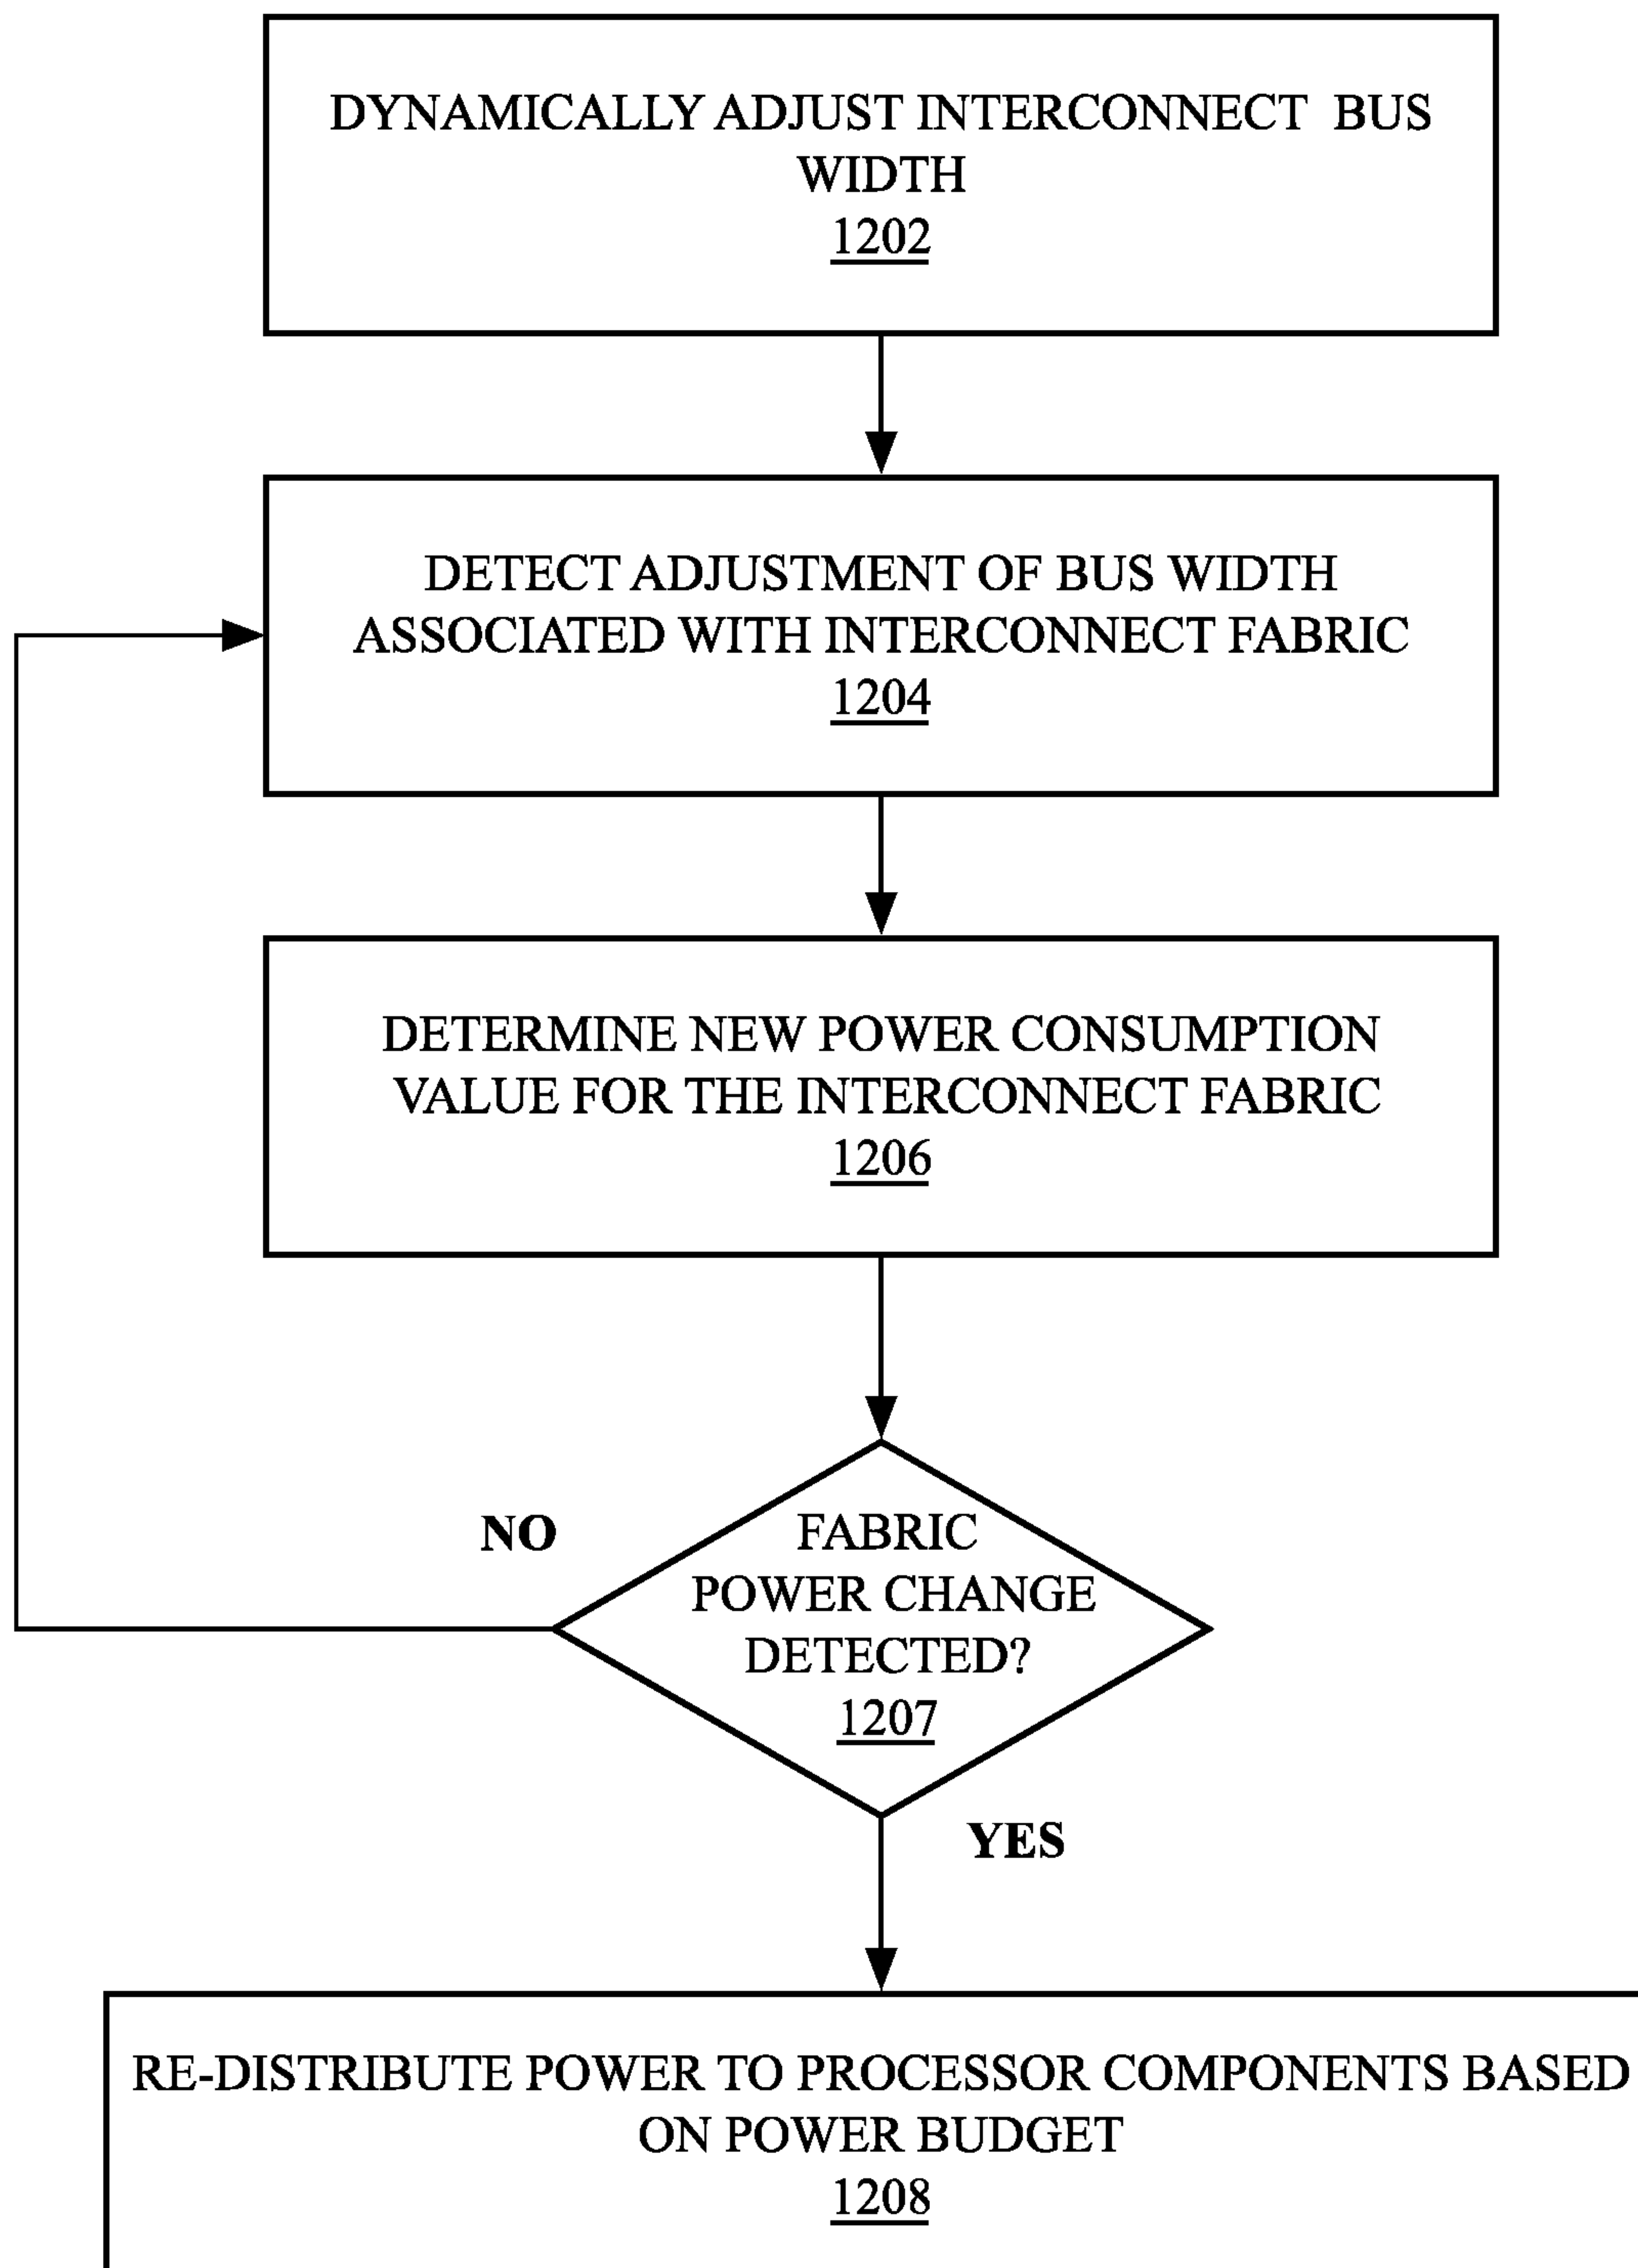 DYNAMICALLY ADJUST INTERCONNECT BUS
WIDTH
1202
DETECT ADJUSTMENT OF BUS WIDTH
ASSOCIATED WITH INTERCONNECT FABRIC
1204
DETERMINE NEW POWER CONSUMPTION
VALUE FOR THE INTERCONNECT FABRIC
1206
NO
FABRIC
POWER CHANGE
DETECTED?
1207
YES
RE-DISTRIBUTE POWER TO PROCESSOR COMPONENTS BASED
ON POWER BUDGET
1208